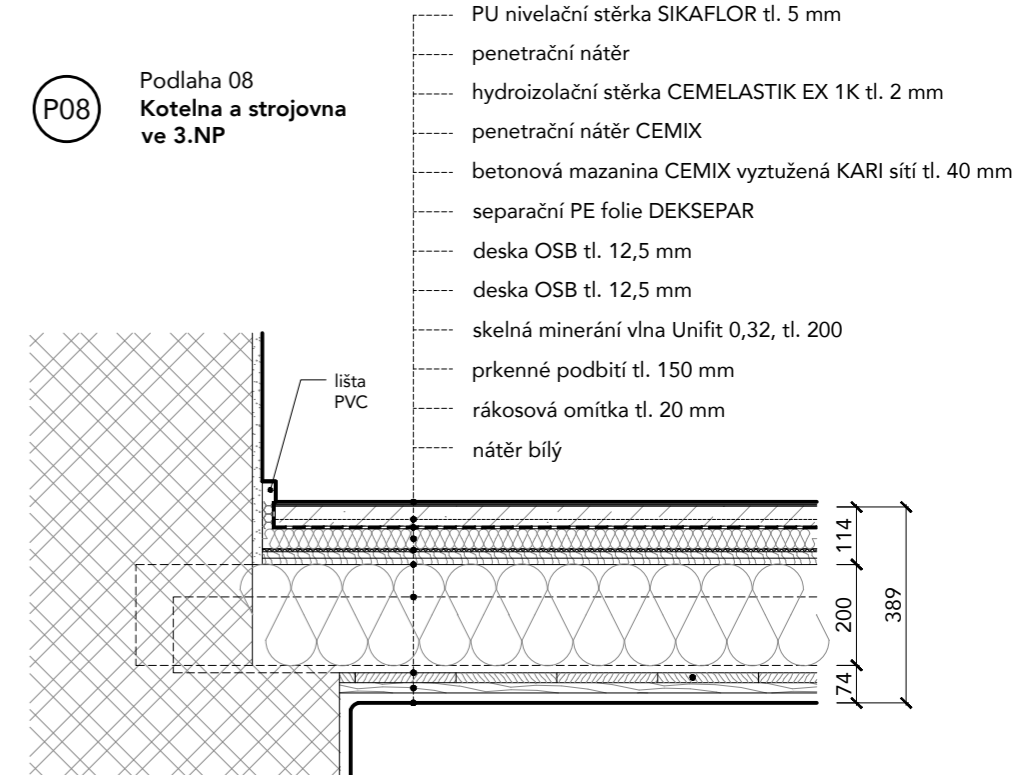 PU nivelační stěrka SIKAFLOR tl. 5 mm
penetrační nátěr
hydroizolační stěrka CEMELASTIK EX 1K tl. 2 mm
penetrační nátěr CEMIX
betonová mazanina CEMIX vyztužená KARI sítí tl. 40 mm
separační PE folie DEKSEPAR
deska OSB tl. 12,5 mm
deska OSB tl. 12,5 mm
skelná minerání vlna Unifit 0,32, tl. 200
prkenné podbití tl. 150 mm
rákosová omítka tl. 20 mm
nátěr bílý
P08
Podlaha 08
Kotelna a strojovna
ve 3.NP
lišta
PVC
114
200
74
389